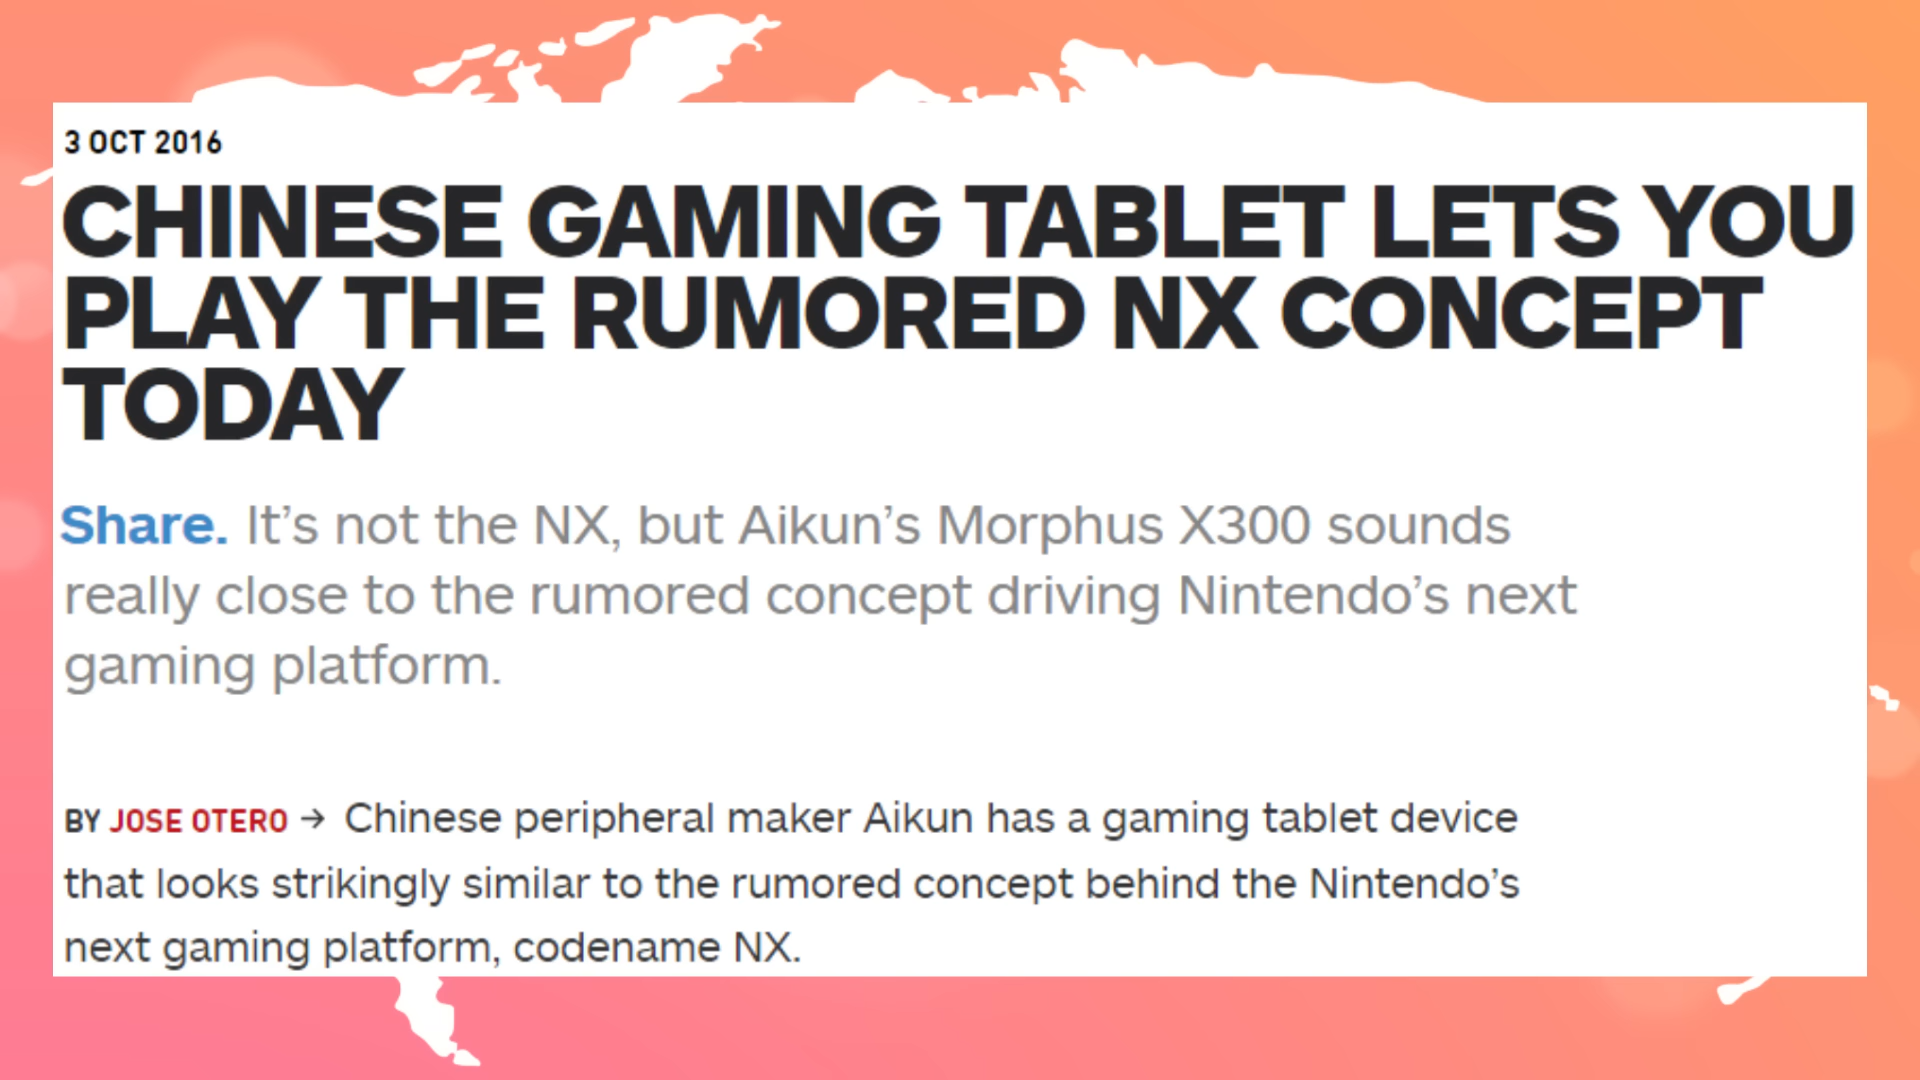 3 OCT 2016
CHINESE GAMING TABLET LETS YOU
PLAY THE RUMORED NX CONCEPT
TODAY
Share. It’s not the NX, but Aikun’s Morphus X300 sounds
really close to the rumored concept driving Nintendo’s next
gaming platform.
BY JOSE OTERO → Chinese peripheral maker Aikun has a gaming tablet device
that looks strikingly similar to the rumored concept behind the Nintendo’s
next gaming platform, codename NX.